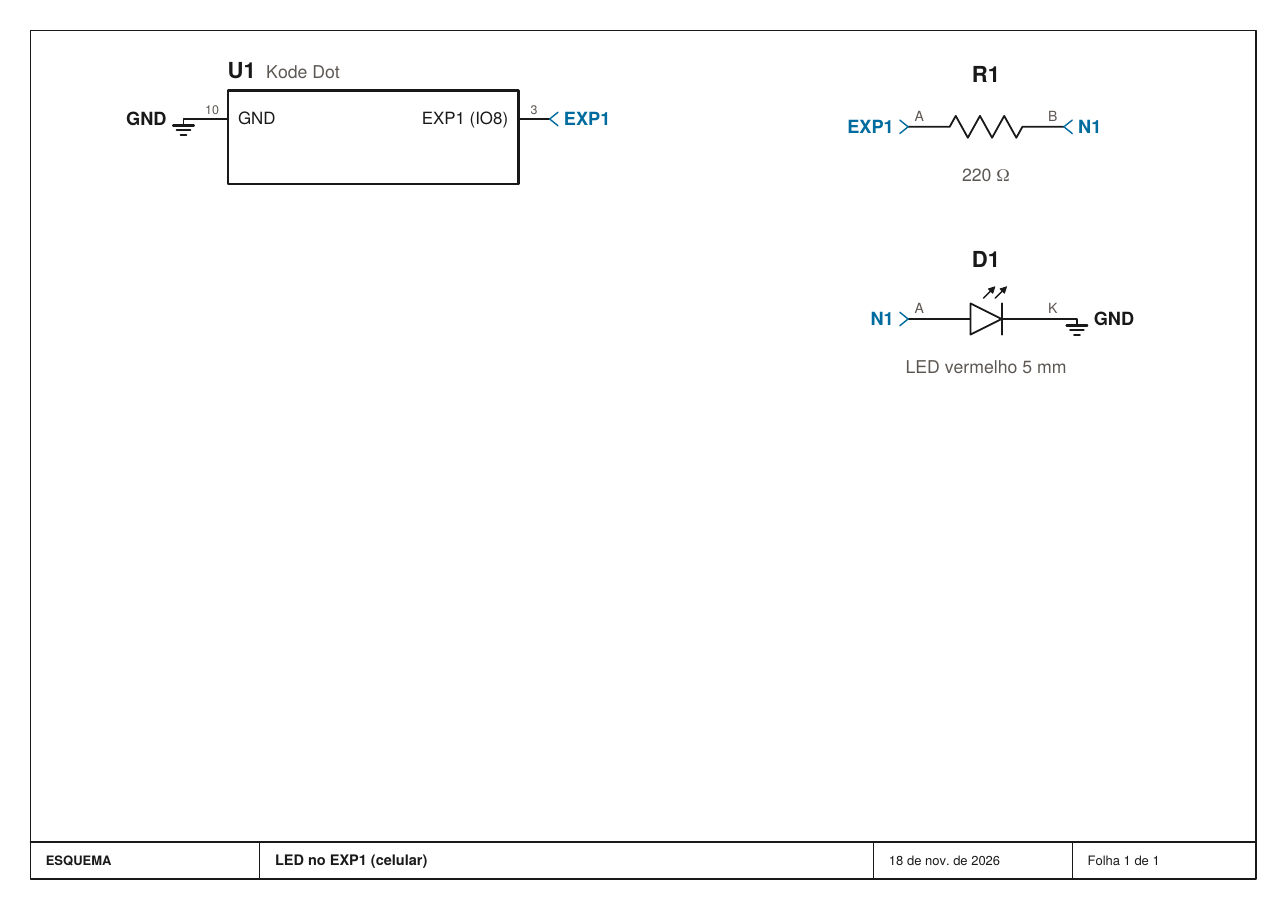 U1 Kode Dot
GND 10 GND EXP1 (IO8) 3 EXP1
R1
EXP1 A B N1
220 Ω
D1
N1 A K GND
LED vermelho 5 mm
ESQUEMA LED no EXP1 (celular) 18 de nov. de 2026 Folha 1 de 1